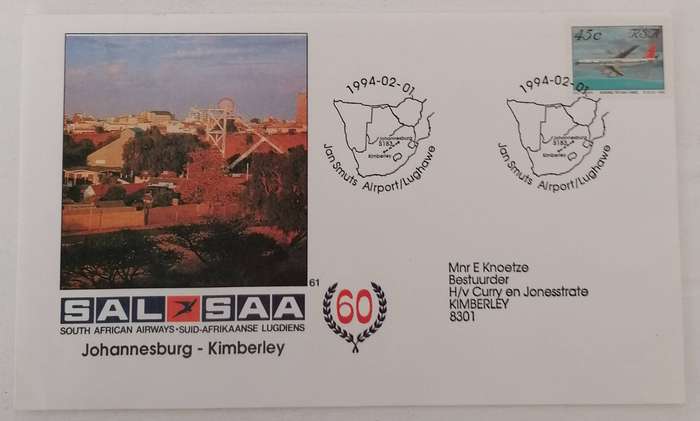 45c RSA
1994-02-01
Johannesburg
5183
Kimberley
Jan Smuts Airport/Lughawe
1994-02-01
Johannesburg
5183
Kimberley
Jan Smuts Airport/Lughawe
Mnr E Knoetze
Bestuurder
H/v Curry en Jonesstrate
KIMBERLEY
8301
61
SAL SAA
60
SOUTH AFRICAN AIRWAYS·SUID-AFRIKAANSE LUGDIENS
Johannesburg - Kimberley